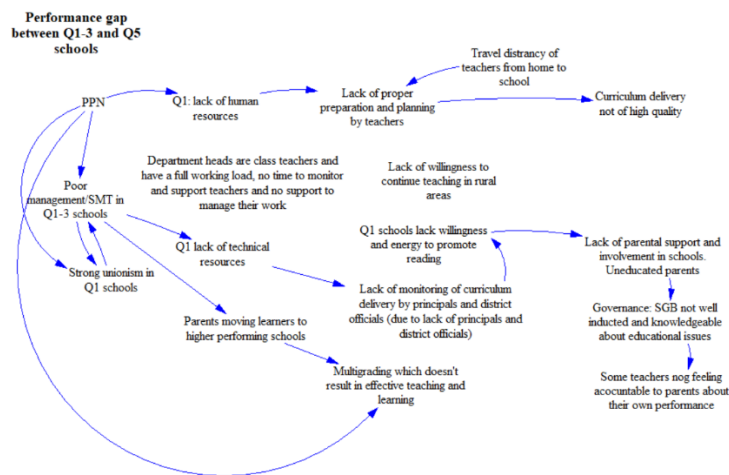 Performance gap
between Q1-3 and Q5
schools
Travel distrancy of
teachers from home to
school
PPN
Q1: lack of human
resources
Lack of proper
preparation and planning
by teachers
Curriculum delivery
not of high quality
Department heads are class teachers and
have a full working load, no time to monitor
and support teachers and no support to
manage their work
Lack of willingness to
continue teaching in rural
areas
Poor
management/SMT in
Q1-3 schools
Q1 lack of technical
resources
Q1 schools lack willingness
and energy to promote
reading
Lack of parental support and
involvement in schools.
Uneducated parents
Strong unionism in
Q1 schools
Lack of monitoring of curriculum
delivery by principals and district
officials (due to lack of principals and
district officials)
Parents moving learners to
higher performing schools
Governance: SGB not well
inducted and knowledgeable
about educational issues
Multigrading which doesn't
result in effective teaching and
learning
Some teachers nog feeling
acocuntable to parents about
their own performance